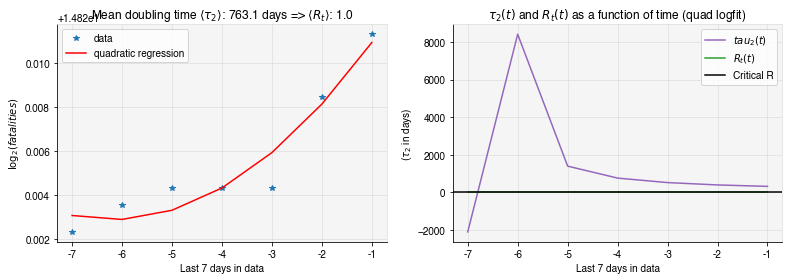 Mean doubling time ⟨τ₂⟩: 763.1 days => ⟨Rₜ⟩: 1.0
data
quadratic regression
0.010
0.008
0.006
0.004
0.002
log₂(fatalities)
-7 -6 -5 -4 -3 -2 -1
Last 7 days in data
τ₂(t) and Rₜ(t) as a function of time (quad logfit)
tau₂(t)
Rₜ(t)
Critical R
8000
6000
4000
2000
0
−2000
(τ₂ in days)
-7 -6 -5 -4 -3 -2 -1
Last 7 days in data